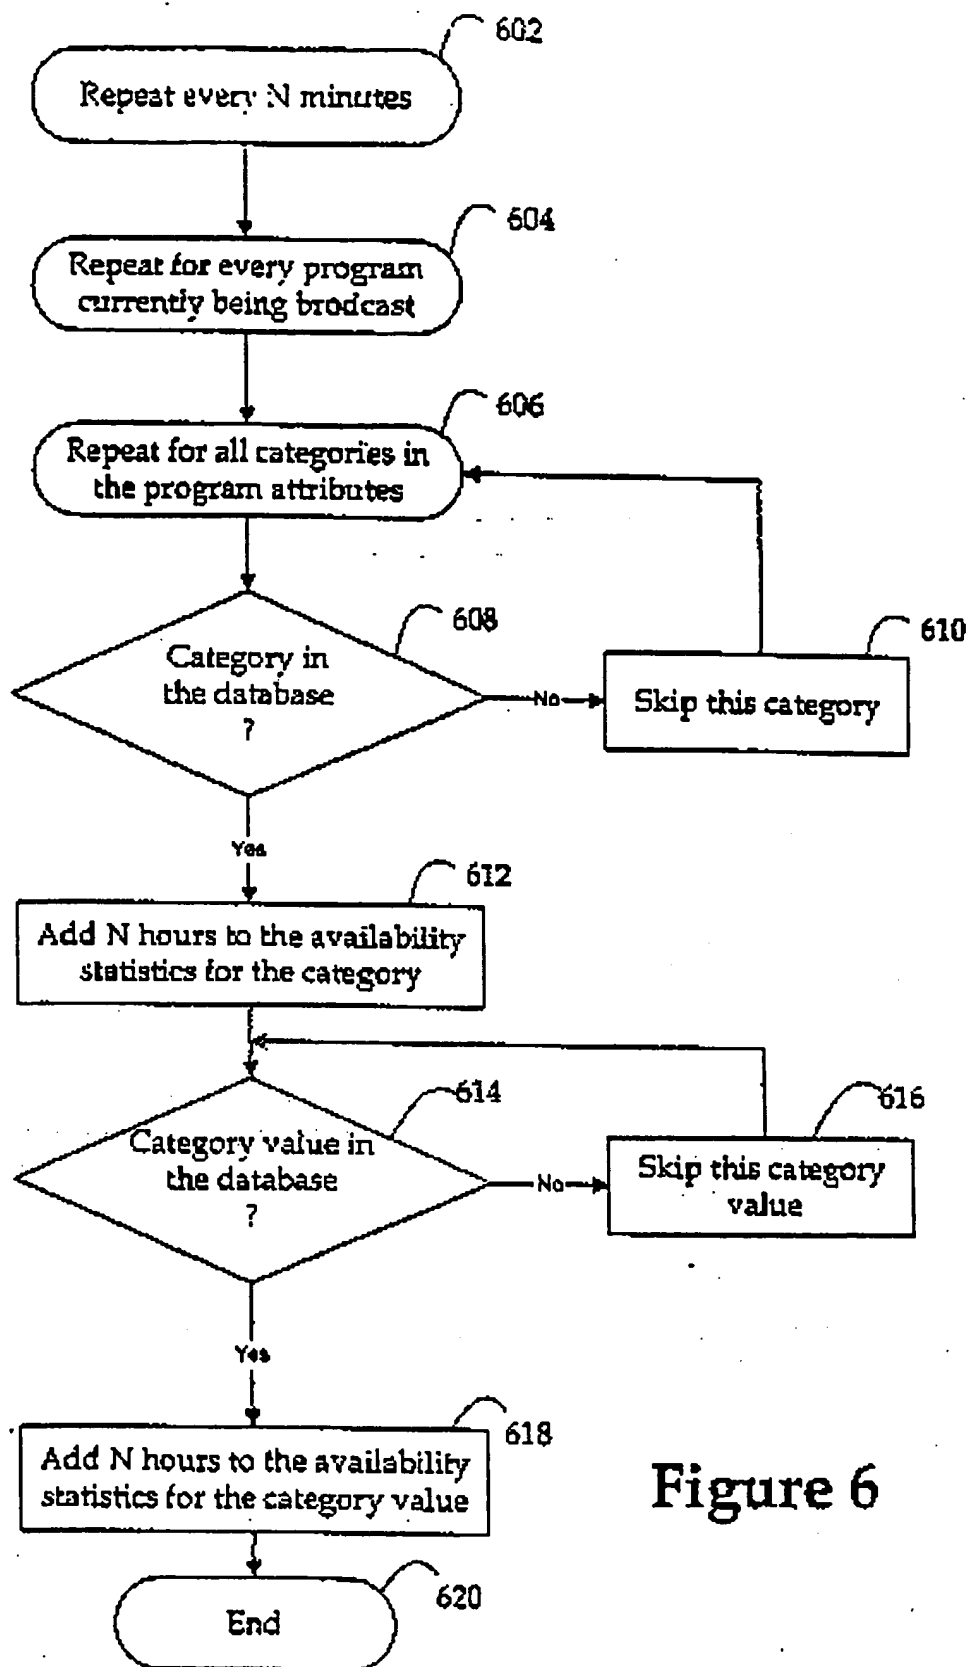 602
Repeat every N minutes
604
Repeat for every program
currently being brodcast
606
Repeat for all categories in
the program attributes
608
Category in
the database
?
No
610
Skip this category
Yes
612
Add N hours to the availability
statistics for the category
614
Category value in
the database
?
No
616
Skip this category
value
Yes
618
Add N hours to the availability
statistics for the category value
620
End
Figure 6